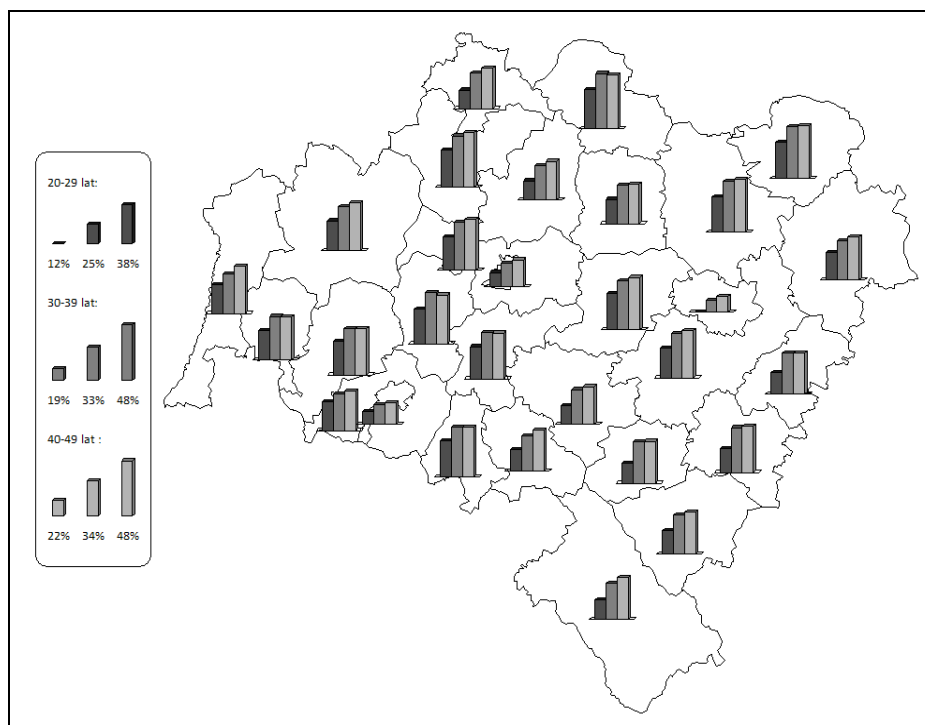 20-29 lat:
12% 25% 38%
30-39 lat:
19% 33% 48%
40-49 lat :
22% 34% 48%